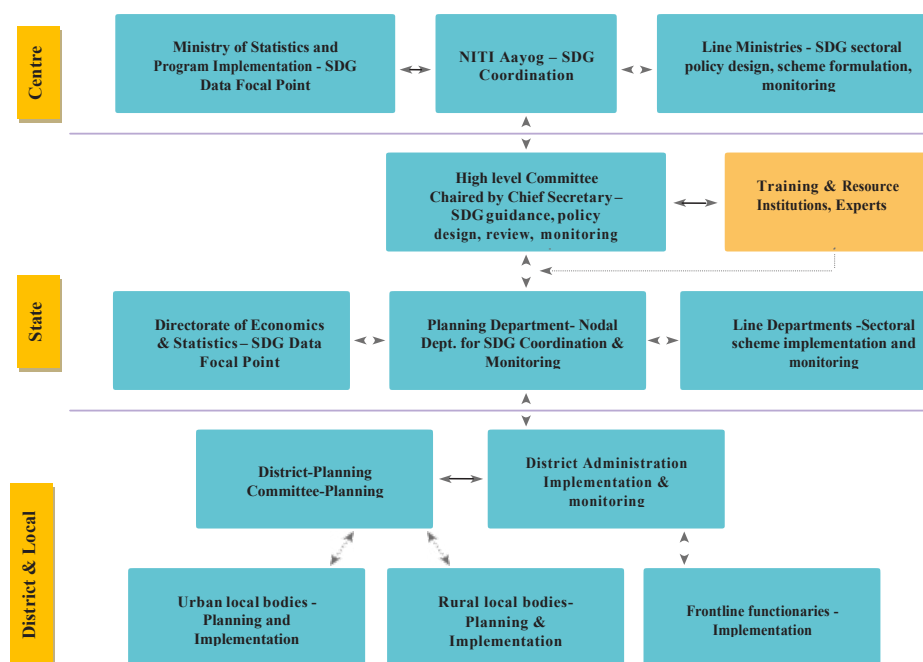 Centre
Ministry of Statistics and
Program Implementation - SDG
Data Focal Point
NITI Aayog – SDG
Coordination
Line Ministries - SDG sectoral
policy design, scheme formulation,
monitoring
High level Committee
Chaired by Chief Secretary –
SDG guidance, policy
design, review, monitoring
Training & Resource
Institutions, Experts
State
Directorate of Economics
& Statistics – SDG Data
Focal Point
Planning Department- Nodal
Dept. for SDG Coordination &
Monitoring
Line Departments -Sectoral
scheme implementation and
monitoring
District & Local
District-Planning
Committee-Planning
District Administration
Implementation &
monitoring
Urban local bodies -
Planning and
Implementation
Rural local bodies-
Planning &
Implementation
Frontline functionaries -
Implementation